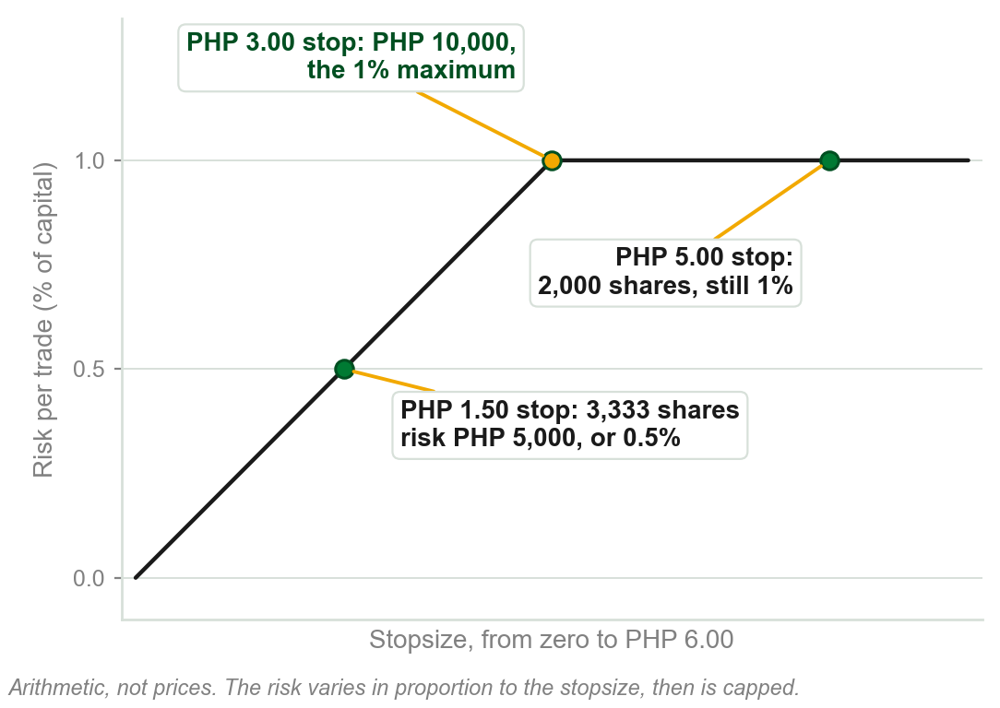 PHP 3.00 stop: PHP 10,000,
the 1% maximum
Risk per trade (% of capital)
1.0
PHP 5.00 stop:
2,000 shares, still 1%
0.5
PHP 1.50 stop: 3,333 shares
risk PHP 5,000, or 0.5%
0.0
Stopsize, from zero to PHP 6.00
Arithmetic, not prices. The risk varies in proportion to the stopsize, then is capped.